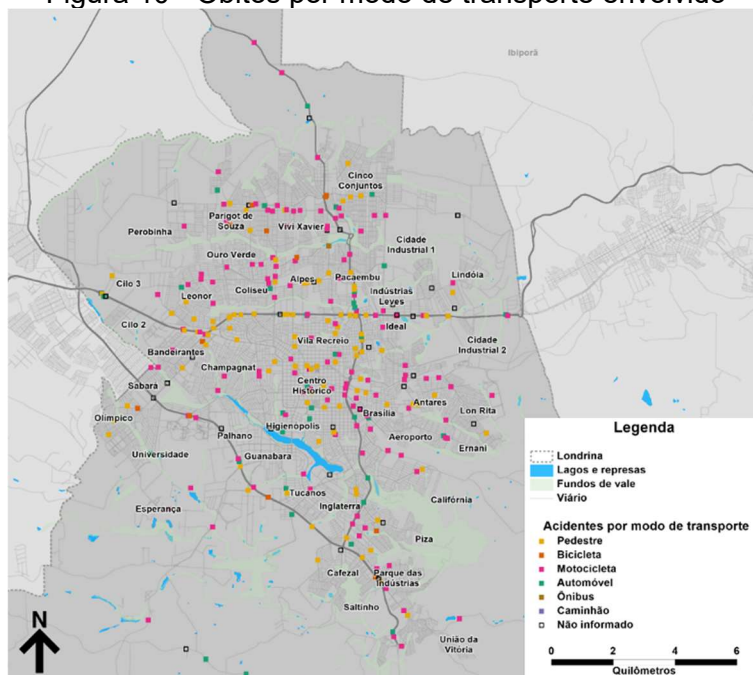 Figura 10 - Óbitos por modo de transporte envolvido
Ibiporã
Cinco
Conjuntos
Parigot de
Souza
Vivi Xavier
Perobinha
Cidade
Industrial 1
Ouro Verde
Alpes
Pacaembu
Lindóia
Cilo 3
Leonor
Coliseu
Indústrias
Leves
Cilo 2
Ideal
Vila Recreio
Cidade
Industrial 2
Bandeirantes
Champagnat
Centro
Histórico
Sabará
Antares
Brasília
Lon Rita
Olímpico
Higienópolis
Palhano
Aeroporto
Ernani
Universidade
Guanabara
Tucanos
Califórnia
Esperança
Inglaterra
Piza
Cafezal
Parque das
Indústrias
Saltinho
União da
Vitória
N
Legenda
Londrina
Lagos e represas
Fundos de vale
Viário
Acidentes por modo de transporte
Pedestre
Bicicleta
Motocicleta
Automóvel
Ônibus
Caminhão
Não informado
0 2 4 6
Quilômetros